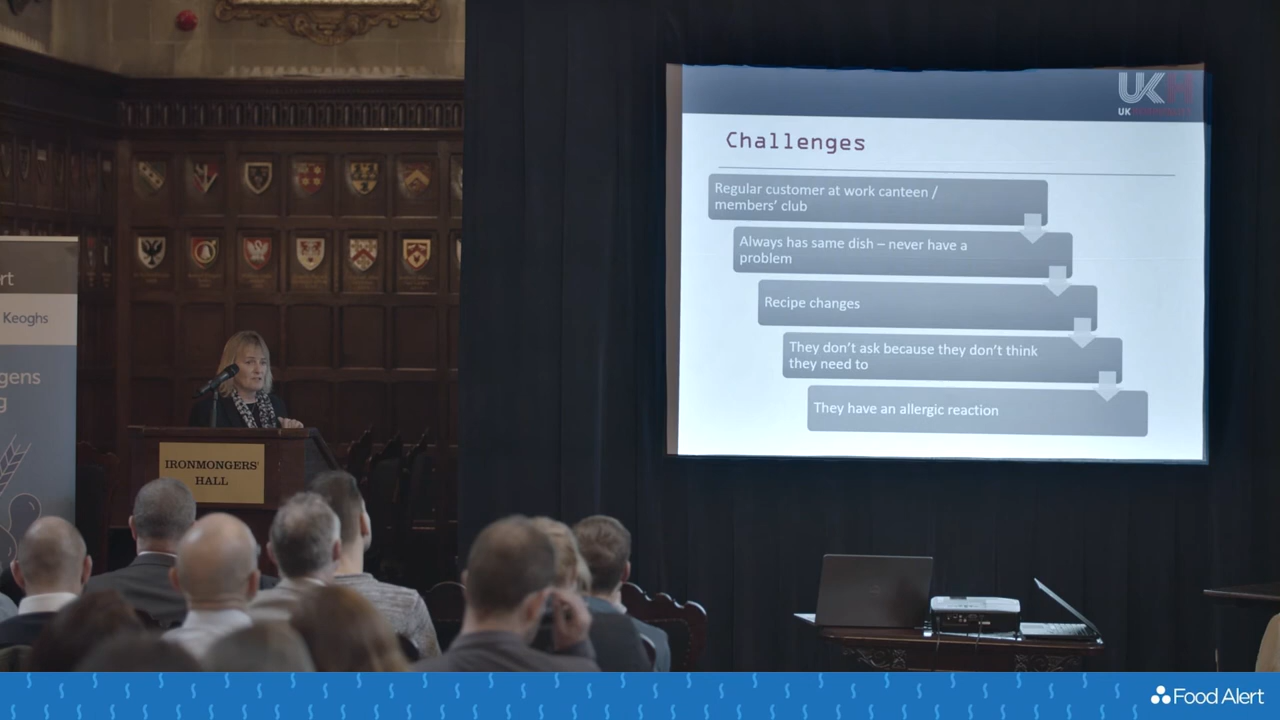 UKH
UK
Challenges
Regular customer at work canteen /
members' club
Always has same dish – never have a
problem
Recipe changes
They don't ask because they don't think
they need to
They have an allergic reaction
rt
Keoghs
gens
g
IRONMONGERS'
HALL
Food Alert